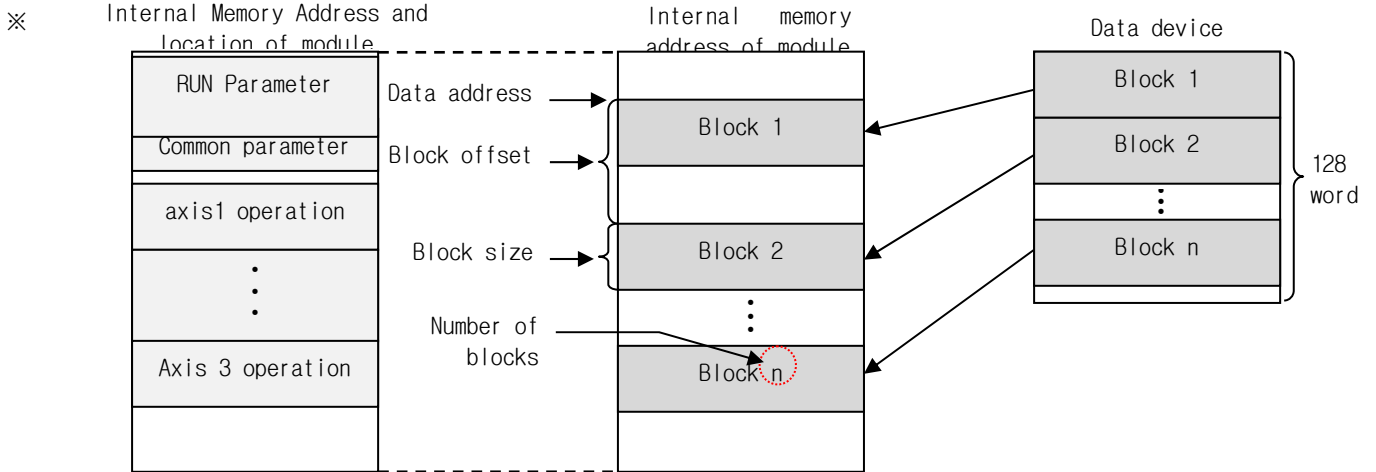 ※
Internal Memory Address and
location of module
RUN Parameter
Common parameter
axis1 operation
Axis 3 operation
Data address
Block offset
Block size
Number of
blocks
Internal memory
address of module
Block 1
Block 2
Block n
Data device
Block 1
Block 2
Block n
128
word